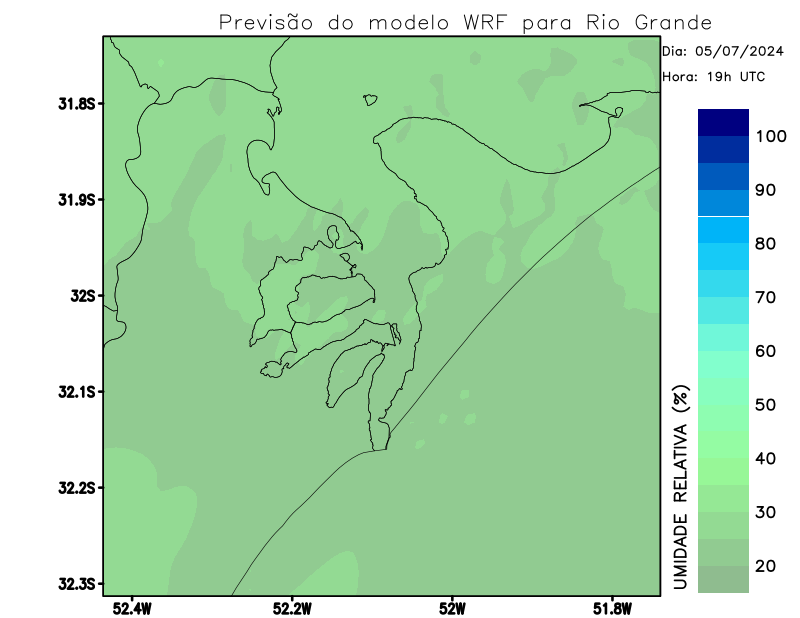 Previsão do modelo WRF para Rio Grande
Dia: 05/07/2024
Hora: 19h UTC
31.8S
31.9S
32S
32.1S
32.2S
32.3S
52.4W
52.2W
52W
51.8W
UMIDADE RELATIVA (%)
100
90
80
70
60
50
40
30
20